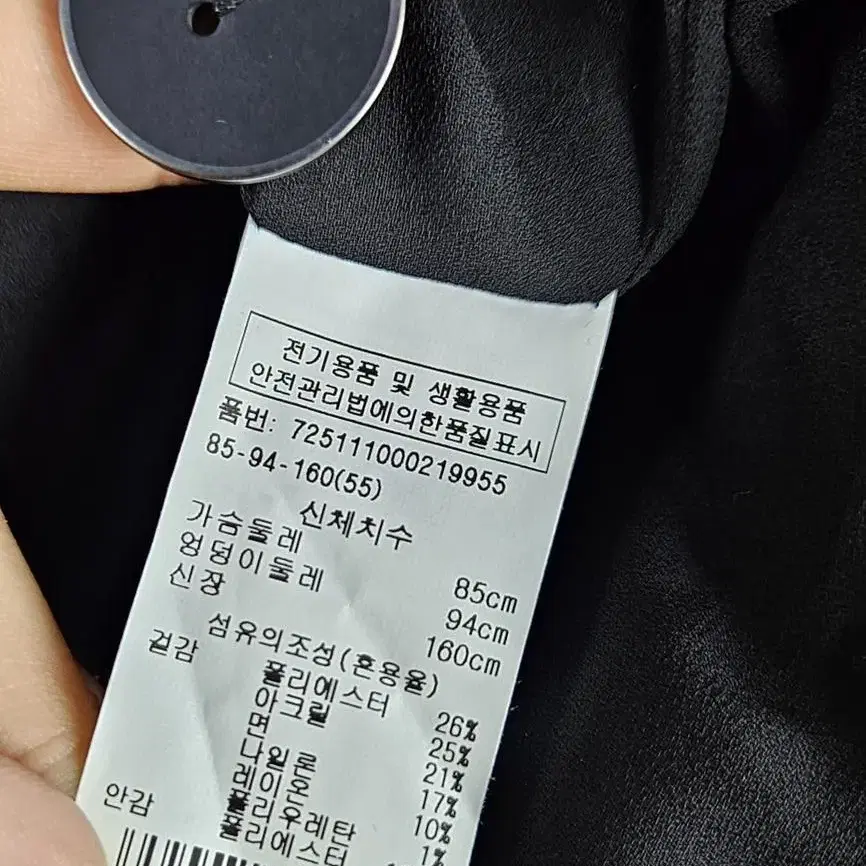 전기용품 및 생활용품
안전관리법에의한품질표시
품번: 725111000219955
85-94-160(55)
신체치수
가슴둘레 85cm
엉덩이둘레 94cm
신장 160cm
섬유의조성(혼용율)
겉감 폴리에스터 26%
아크릴 25%
면 21%
나일론 17%
레이온 10%
폴리우레탄 1%
안감 폴리에스터